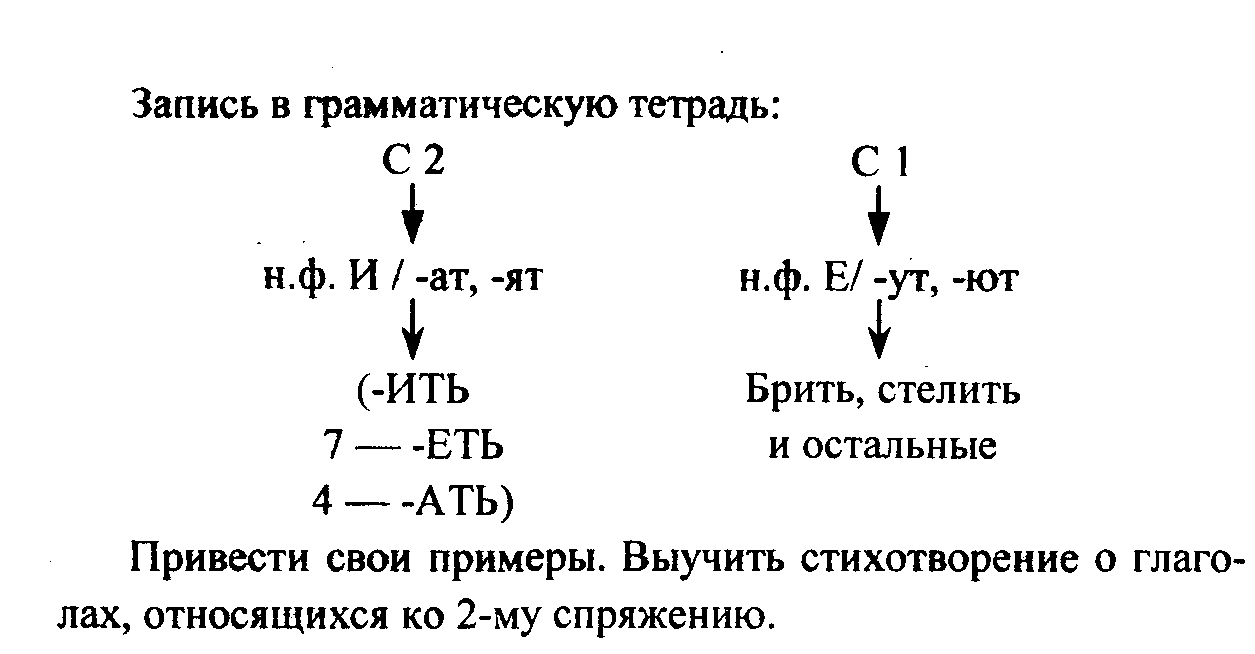 Запись в грамматическую тетрадь:
С 2 С 1
н.ф. И / -ат, -ят н.ф. Е/ -ут, -ют
(-ИТЬ Брить, стелить
7 — -ЕТЬ и остальные
4 — -АТЬ)
Привести свои примеры. Выучить стихотворение о глаго-
лах, относящихся ко 2-му спряжению.